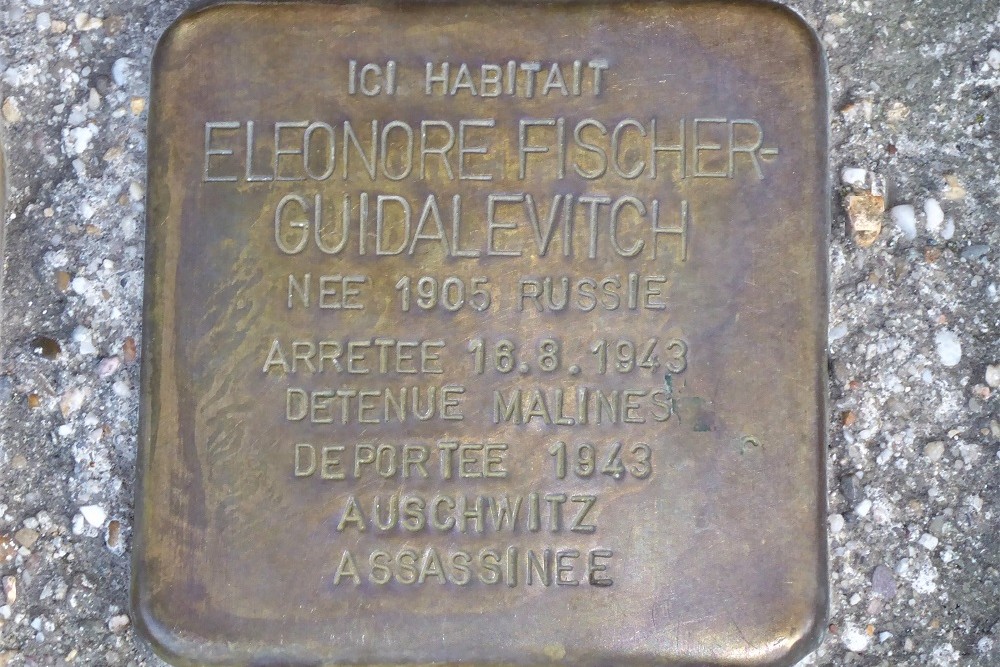 ICI HABITAIT
ELEONORE FISCHER-
GUIDALEVITCH
NEE 1905 RUSSIE
ARRETEE 16.8.1943
DETENUE MALINES
DEPORTEE 1943
AUSCHWITZ
ASSASSINEE